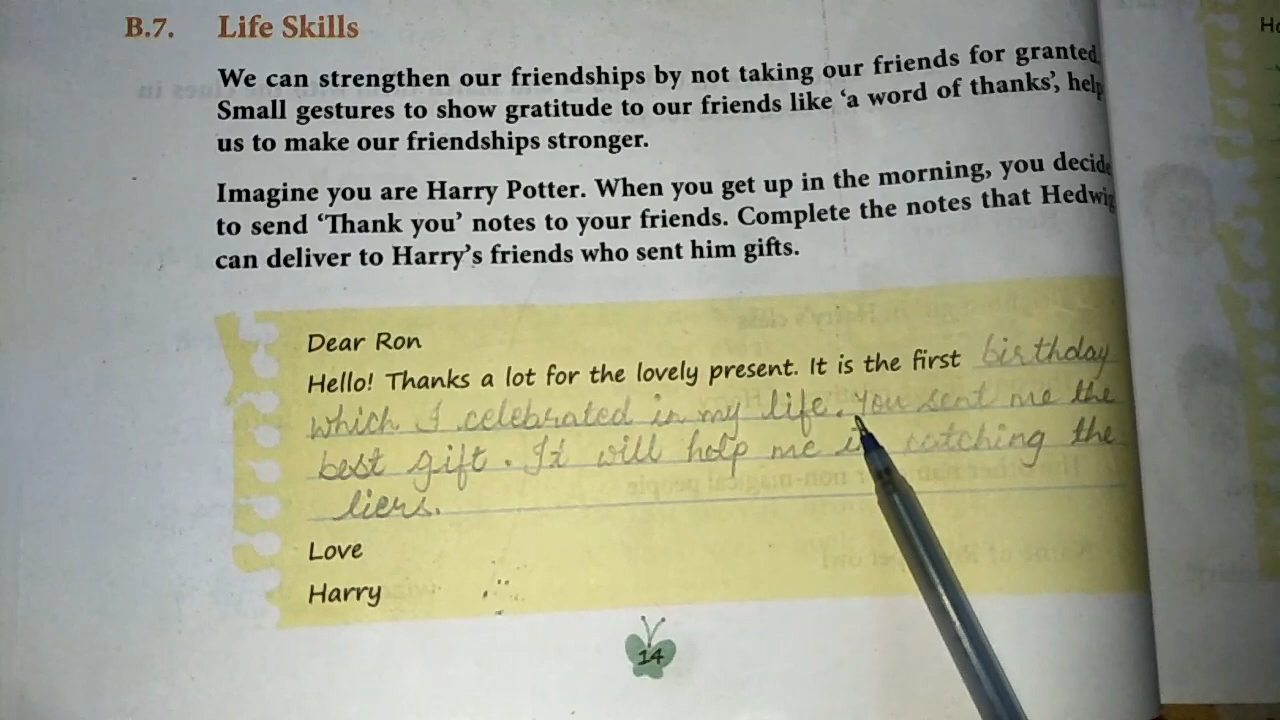 B.7. Life Skills
We can strengthen our friendships by not taking our friends for granted.
Small gestures to show gratitude to our friends like ‘a word of thanks’, help
us to make our friendships stronger.
Imagine you are Harry Potter. When you get up in the morning, you decide
to send ‘Thank you’ notes to your friends. Complete the notes that Hedwig
can deliver to Harry’s friends who sent him gifts.
Dear Ron
Hello! Thanks a lot for the lovely present. It is the first birthday
which I celebrated in my life. You sent me the
best gift. It will help me in catching the
liers.
Love
Harry
14